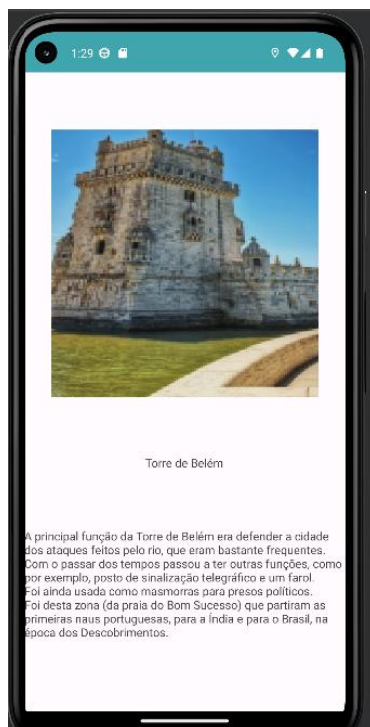 1:29
Torre de Belém
A principal função da Torre de Belém era defender a cidade
dos ataques feitos pelo rio, que eram bastante frequentes.
Com o passar dos tempos passou a ter outras funções, como
por exemplo, posto de sinalização telegráfico e um farol.
Foi ainda usada como masmorras para presos políticos.
Foi desta zona (da praia do Bom Sucesso) que partiram as
primeiras naus portuguesas, para a Índia e para o Brasil, na
época dos Descobrimentos.